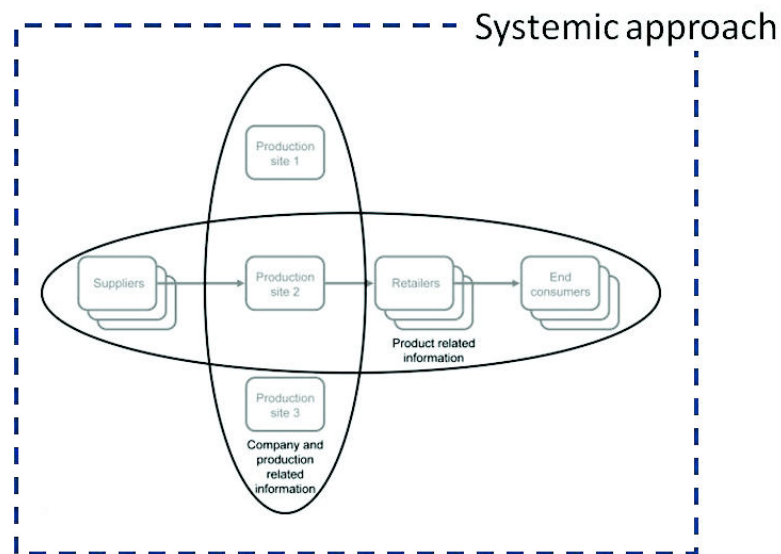 Systemic approach
Production
site 1
Suppliers
Production
site 2
Retailers
End
consumers
Product related
information
Production
site 3
Company and
production
related
information